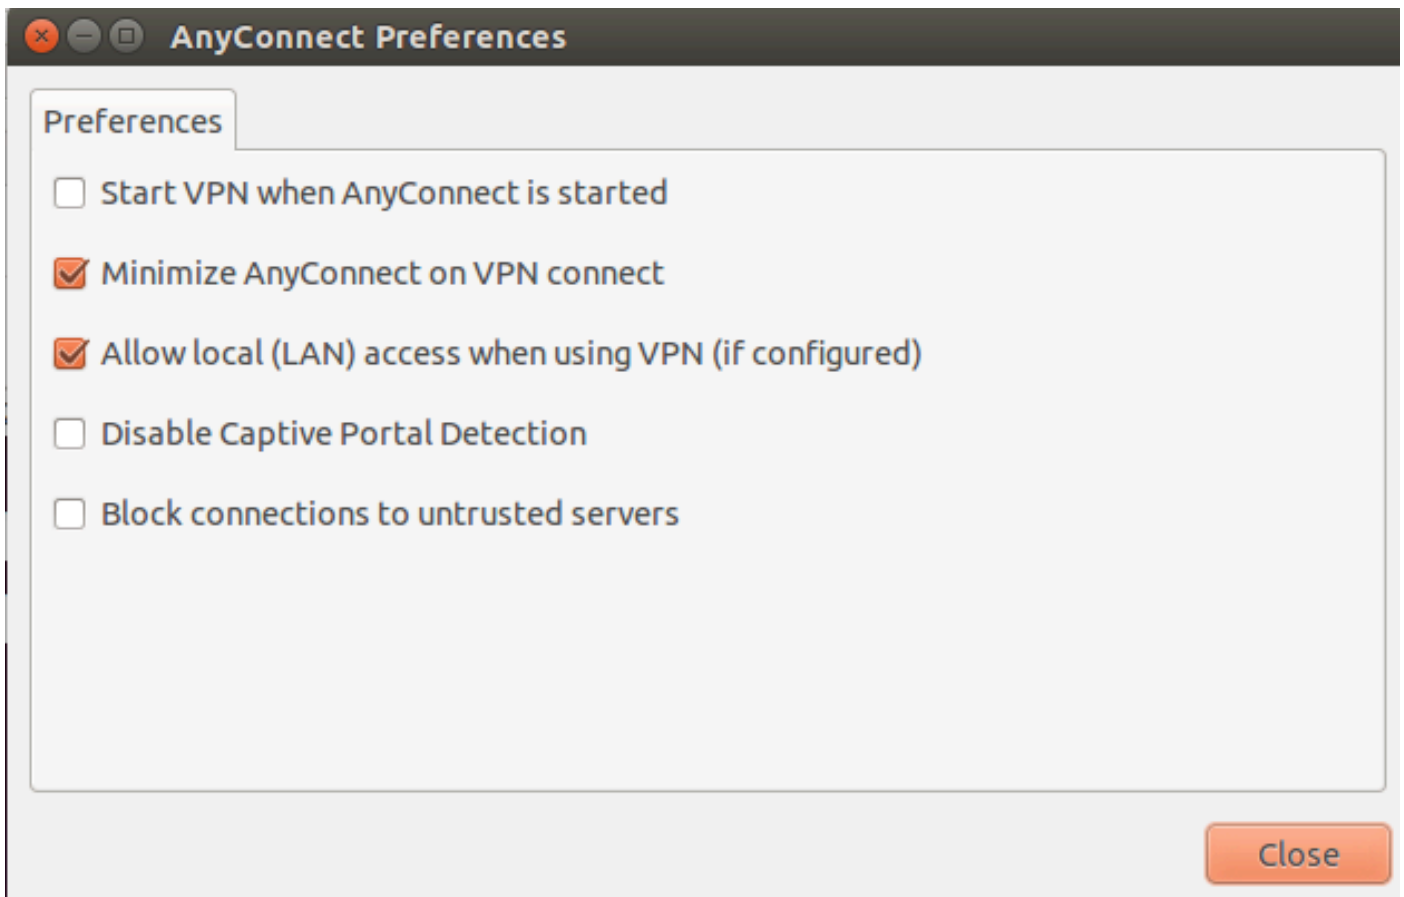 AnyConnect Preferences
Preferences
Start VPN when AnyConnect is started
Minimize AnyConnect on VPN connect
Allow local (LAN) access when using VPN (if configured)
Disable Captive Portal Detection
Block connections to untrusted servers
Close